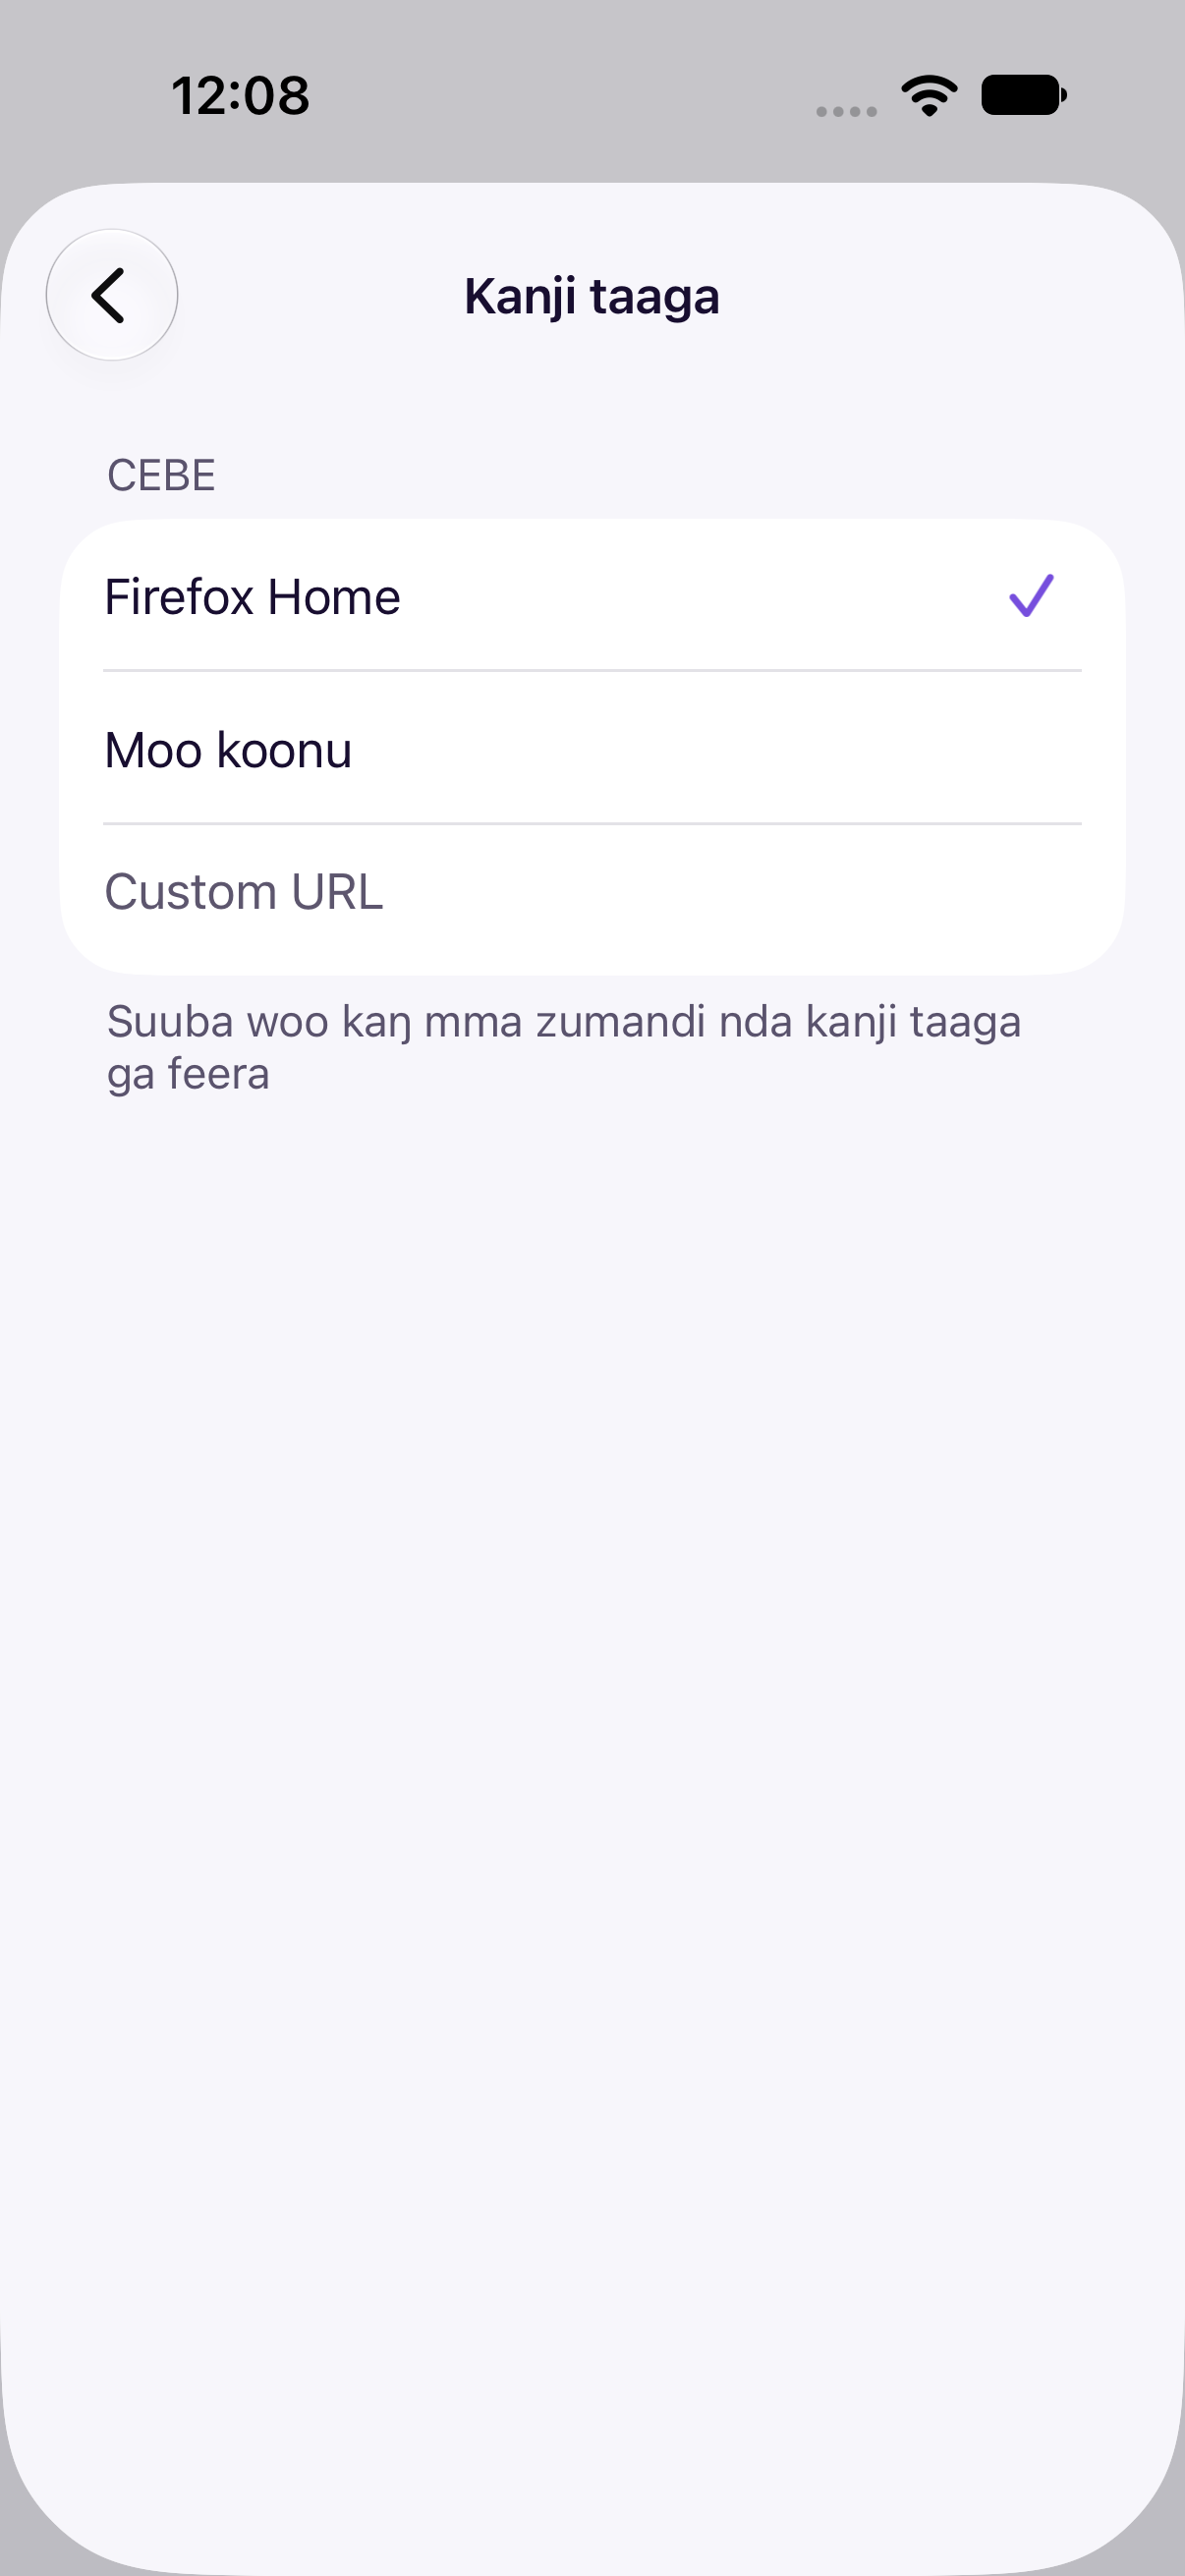 12:08
Kanji taaga
CEBE
Firefox Home
Moo koonu
Custom URL
Suuba woo kaŋ mma zumandi nda kanji taaga
ga feera